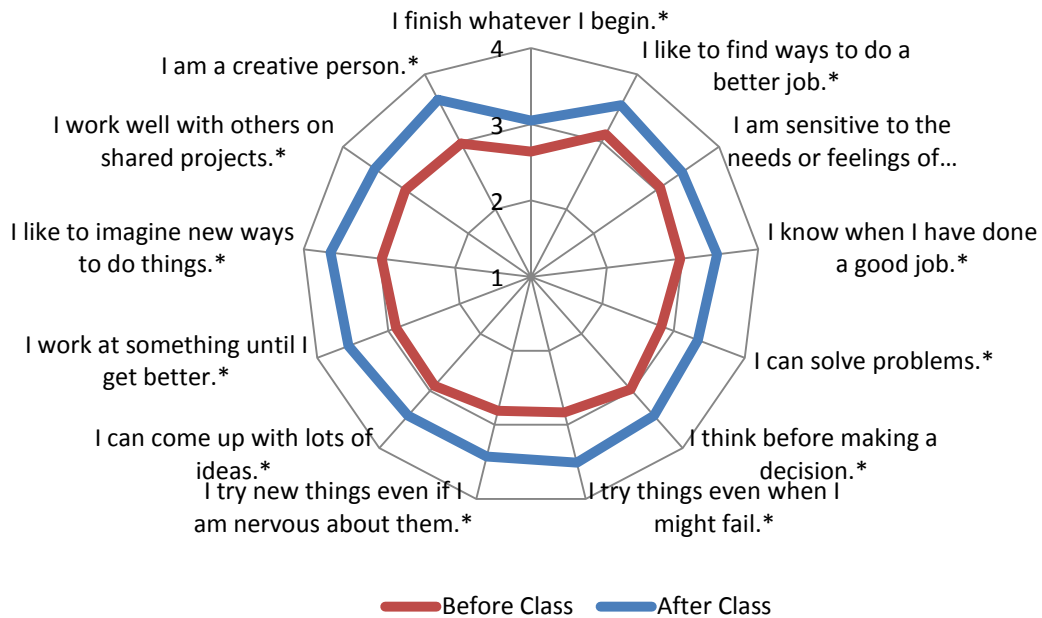 I finish whatever I begin.*
I like to find ways to do a
better job.*
I am sensitive to the
needs or feelings of…
I know when I have done
a good job.*
I can solve problems.*
I think before making a
decision.*
I try things even when I
might fail.*
I try new things even if I
am nervous about them.*
I can come up with lots of
ideas.*
I work at something until I
get better.*
I like to imagine new ways
to do things.*
I work well with others on
shared projects.*
I am a creative person.*
4
3
2
1
Before Class
After Class